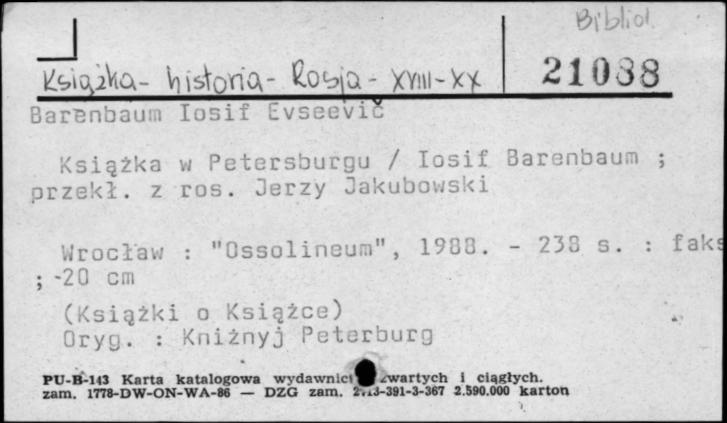 Bibliol.
Książka - historia - Rosja - XVIII-XX 21088
Barenbaum Iosif Evseevič
Książka w Petersburgu / Iosif Barenbaum ;
przekł. z ros. Jerzy Jakubowski
Wrocław : "Ossolineum", 1988. - 238 s. : faks
; 20 cm
(Książki o Książce)
Oryg. : Kniżnyj Peterburg
PU-B-143 Karta katalogowa wydawnict zwartych i ciągłych.
zam. 1778-DW-ON-WA-86 — DZG zam. 2713-391-3-367 2.590.000 karton